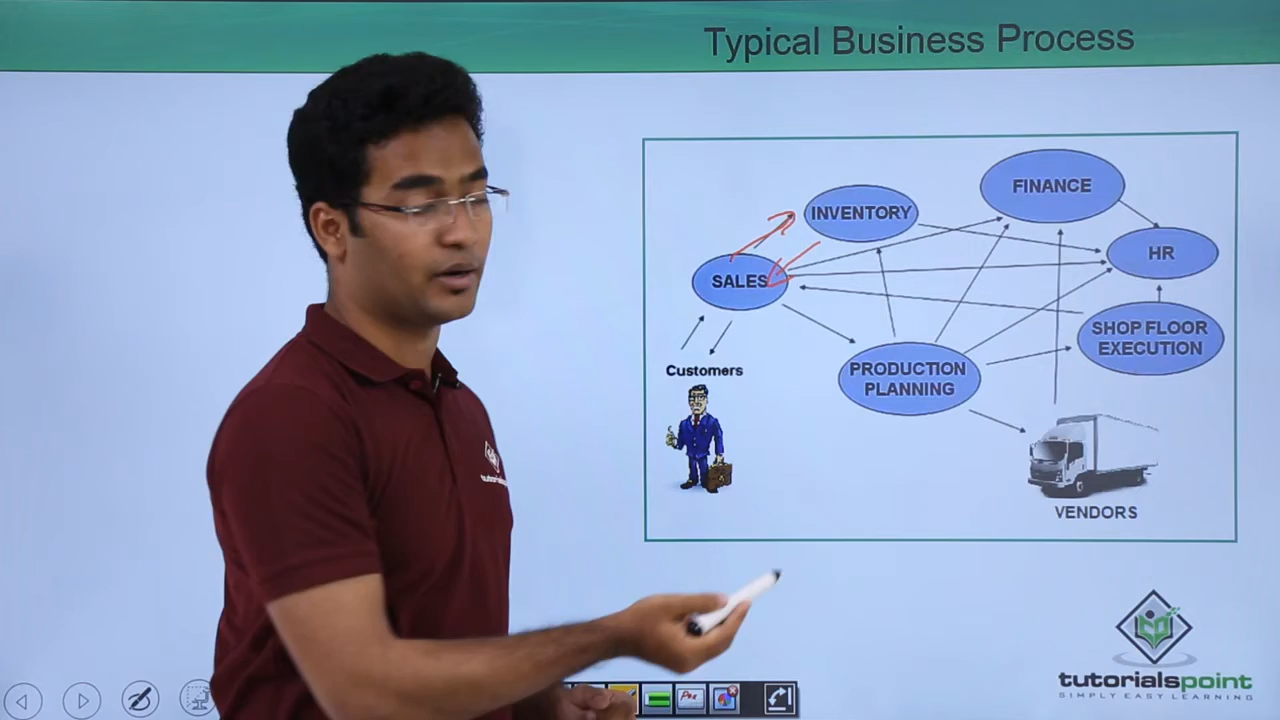 Typical Business Process
FINANCE
INVENTORY
HR
SALES
SHOP FLOOR
EXECUTION
PRODUCTION
PLANNING
Customers
VENDORS
tutorialspoint
SIMPLY EASY LEARNING